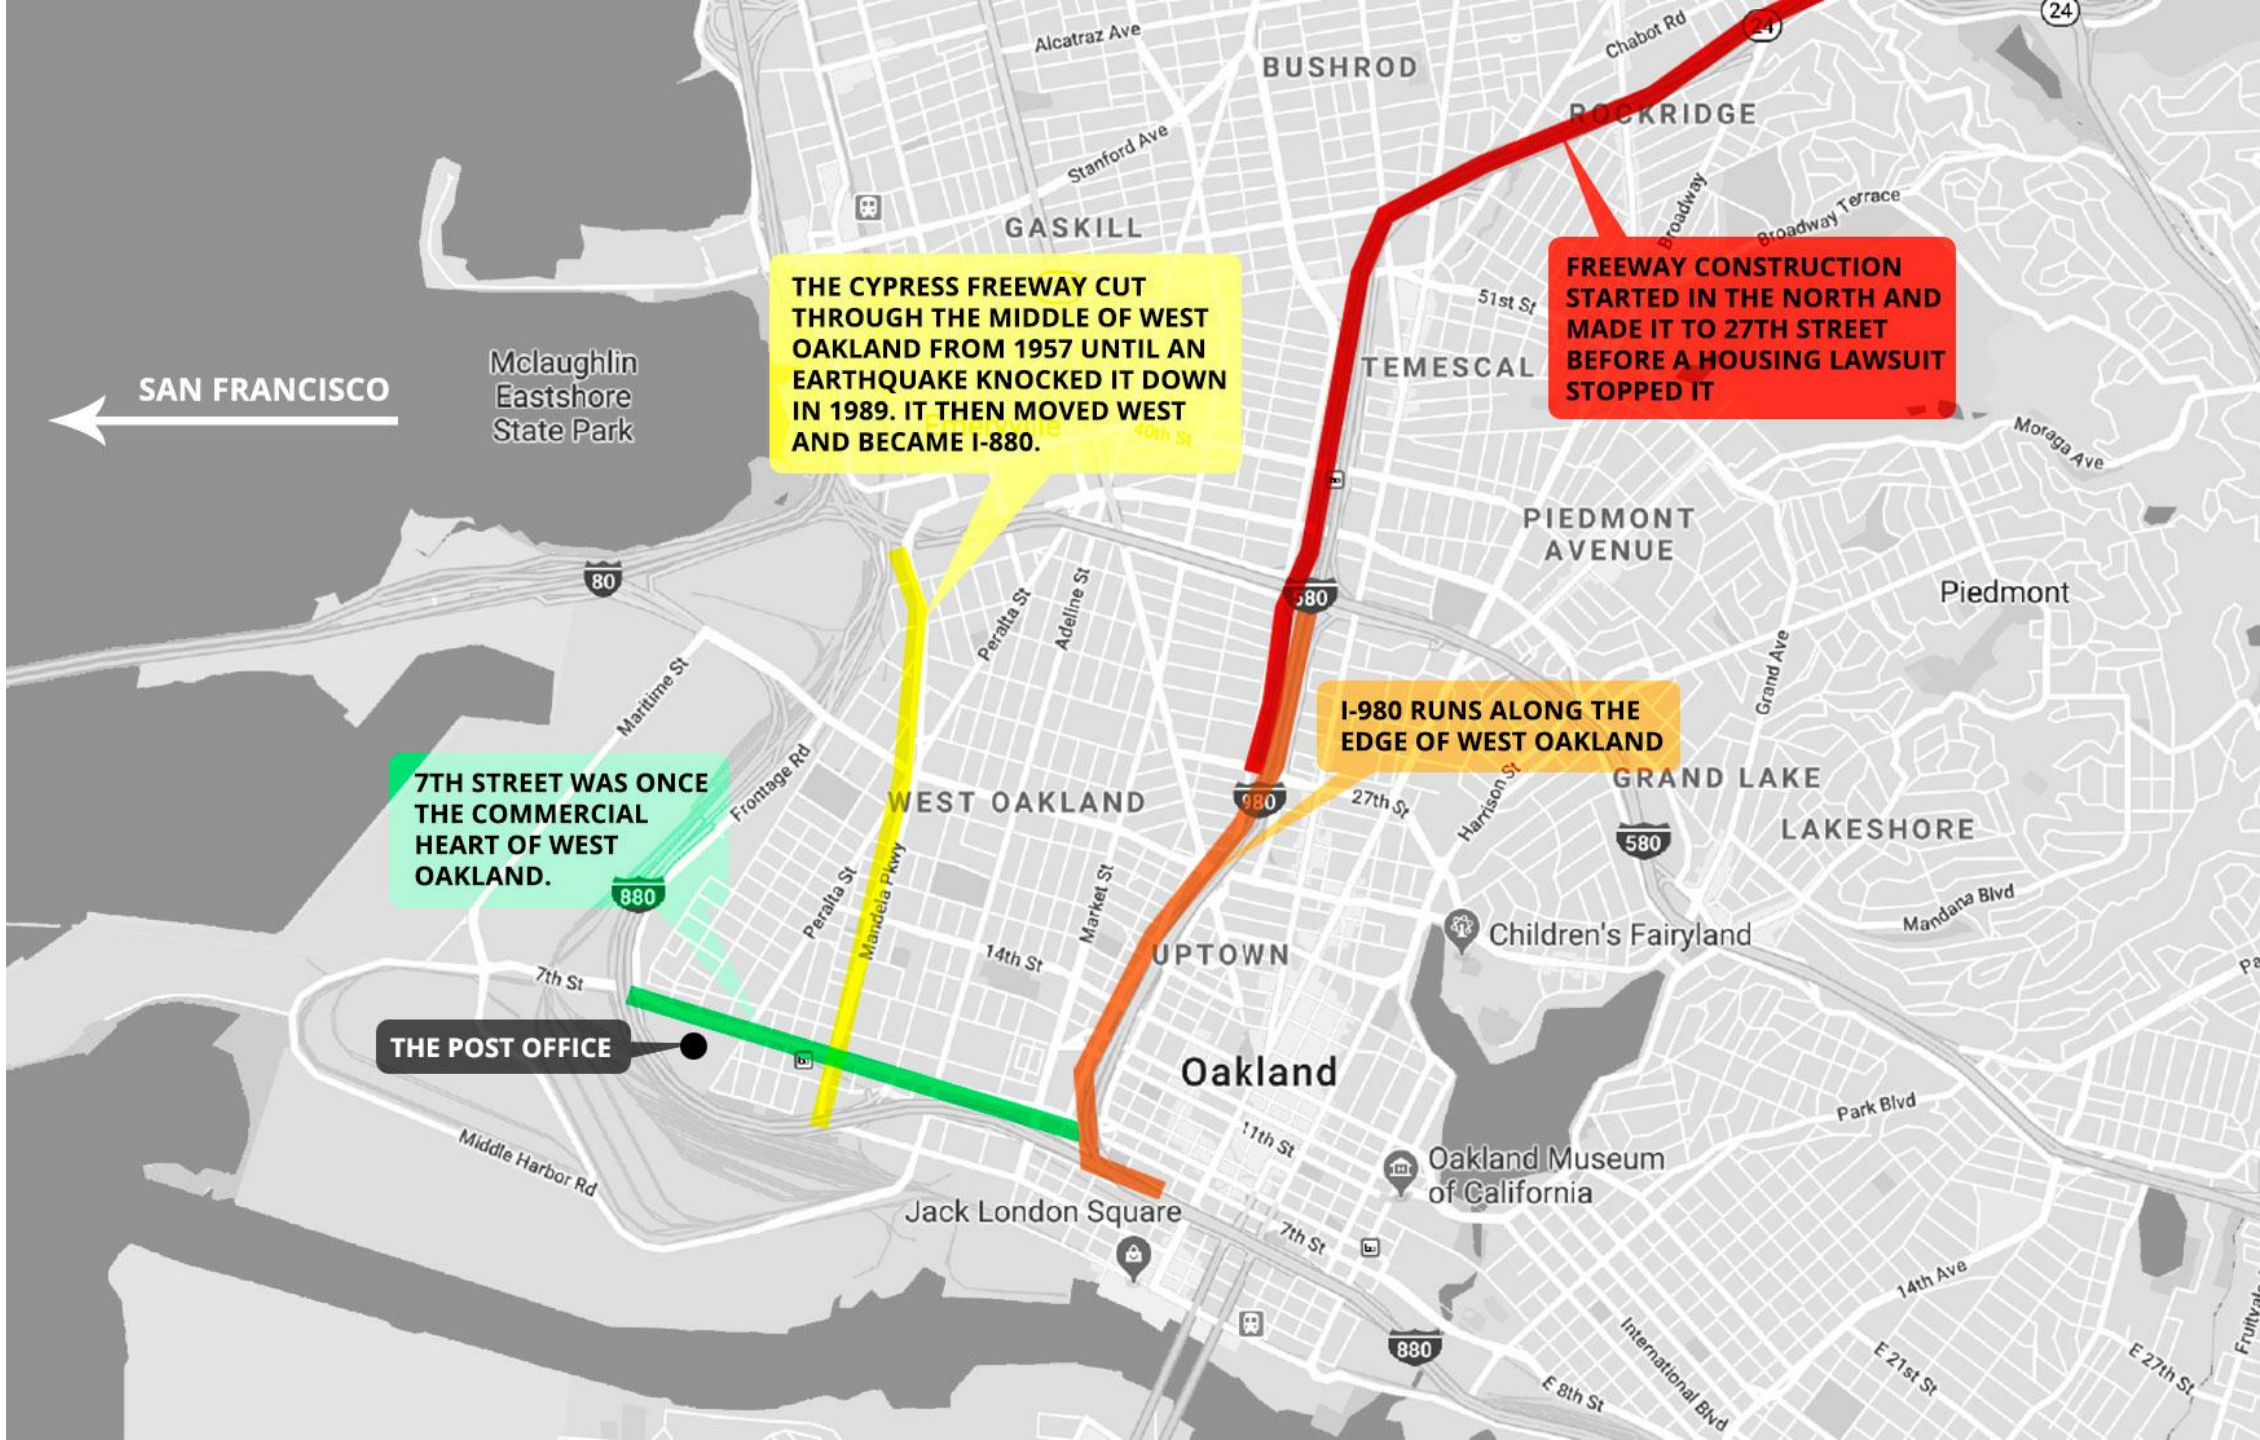 24
24
Chabot Rd
Alcatraz Ave
BUSHROD
ROCKRIDGE
Stanford Ave
Broadway
Broadway Terrace
GASKILL
THE CYPRESS FREEWAY CUT
THROUGH THE MIDDLE OF WEST
OAKLAND FROM 1957 UNTIL AN
EARTHQUAKE KNOCKED IT DOWN
IN 1989. IT THEN MOVED WEST
AND BECAME I-880.
Emeryville
40th St
FREEWAY CONSTRUCTION
STARTED IN THE NORTH AND
MADE IT TO 27TH STREET
BEFORE A HOUSING LAWSUIT
STOPPED IT
51st St
TEMESCAL
SAN FRANCISCO
Mclaughlin
Eastshore
State Park
Moraga Ave
PIEDMONT
AVENUE
80
580
Piedmont
Peralta St
Adeline St
Maritime St
Grand Ave
I-980 RUNS ALONG THE
EDGE OF WEST OAKLAND
7TH STREET WAS ONCE
THE COMMERCIAL
HEART OF WEST
OAKLAND.
Frontage Rd
WEST OAKLAND
980
27th St
Harrison St
GRAND LAKE
LAKESHORE
580
880
Peralta St
Mandela Pkwy
Market St
Mandana Blvd
Children's Fairyland
14th St
UPTOWN
7th St
THE POST OFFICE
Oakland
Park Blvd
11th St
Oakland Museum
of California
Middle Harbor Rd
Jack London Square
7th St
14th Ave
880
International Blvd
E 21st St
E 27th St
E 8th St